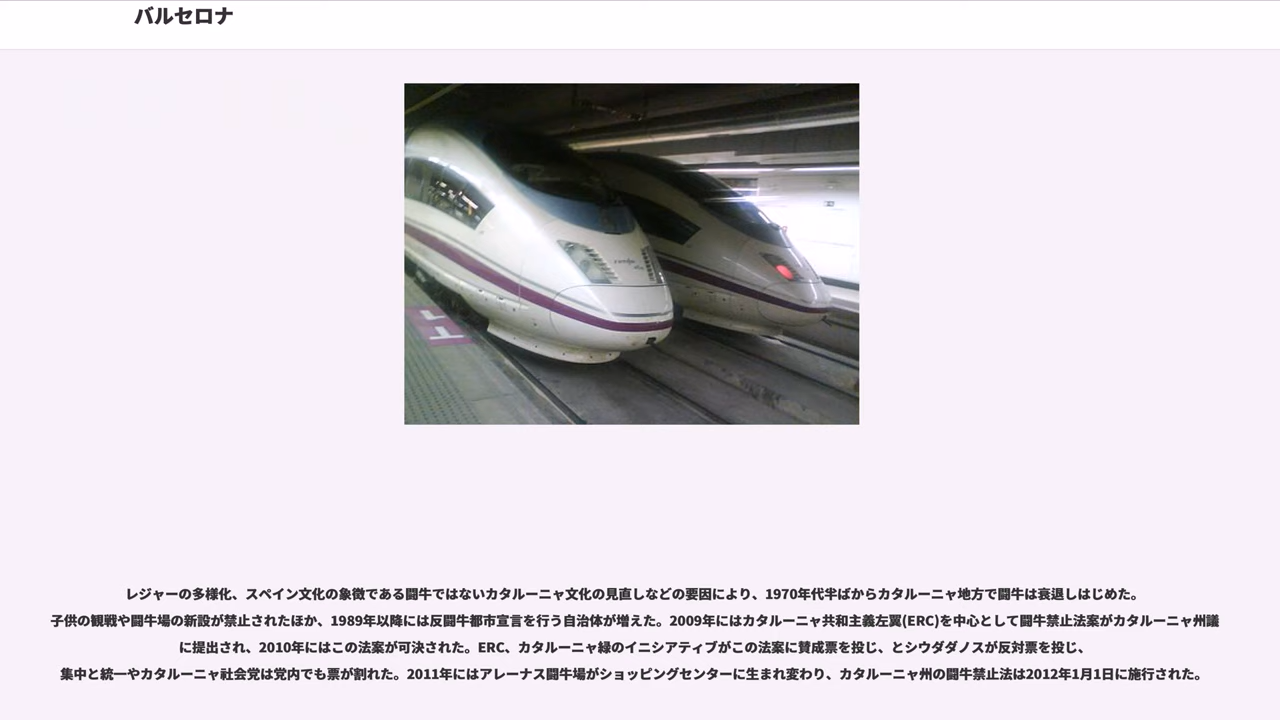 バルセロナ
レジャーの多様化、スペイン文化の象徴である闘牛ではないカタルーニャ文化の見直しなどの要因により、1970年代半ばからカタルーニャ地方で闘牛は衰退しはじめた。
子供の観戦や闘牛場の新設が禁止されたほか、1989年以降には反闘牛都市宣言を行う自治体が増えた。2009年にはカタルーニャ共和主義左翼(ERC)を中心として闘牛禁止法案がカタルーニャ州議
に提出され、2010年にはこの法案が可決された。ERC、カタルーニャ緑のイニシアティブがこの法案に賛成票を投じ、とシウダダノスが反対票を投じ、
集中と統一やカタルーニャ社会党は党内でも票が割れた。2011年にはアレーナス闘牛場がショッピングセンターに生まれ変わり、カタルーニャ州の闘牛禁止法は2012年1月1日に施行された。